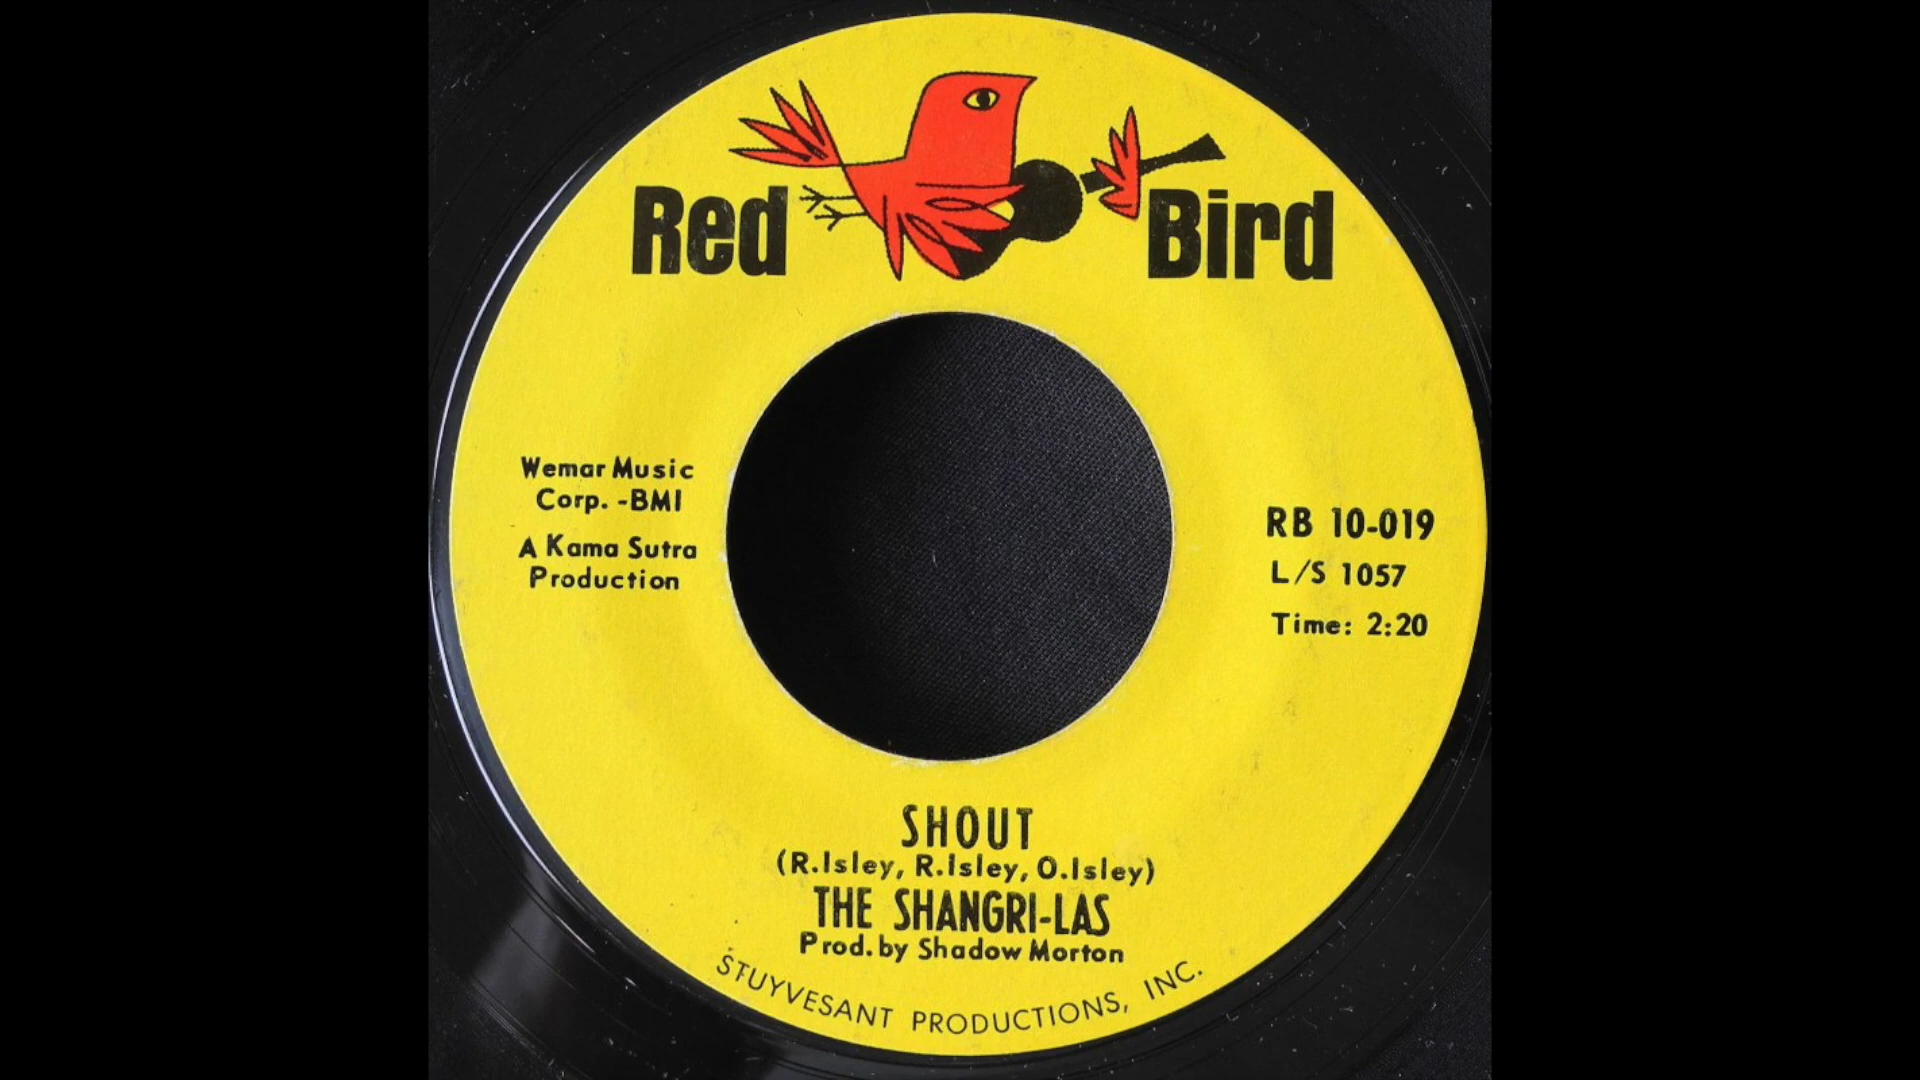 Red Bird
Wemar Music
Corp. -BMI
A Kama Sutra
Production
RB 10-019
L/S 1057
Time: 2:20
SHOUT
(R.Isley, R.Isley, O.Isley)
THE SHANGRI-LAS
Prod. by Shadow Morton
STUYVESANT PRODUCTIONS, INC.